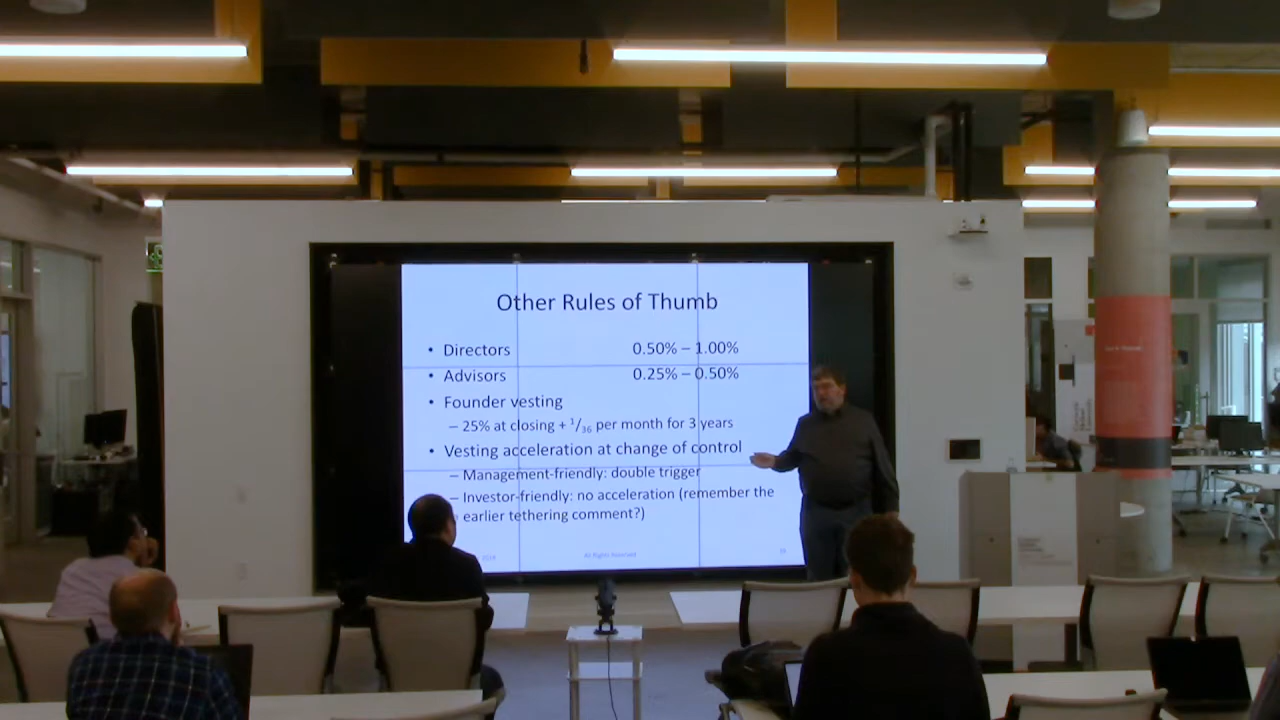 Other Rules of Thumb
• Directors 0.50% – 1.00%
• Advisors 0.25% – 0.50%
• Founder vesting
– 25% at closing + 1/36 per month for 3 years
• Vesting acceleration at change of control
– Management-friendly: double trigger
– Investor-friendly: no acceleration (remember the
earlier tethering comment?)
All Rights Reserved